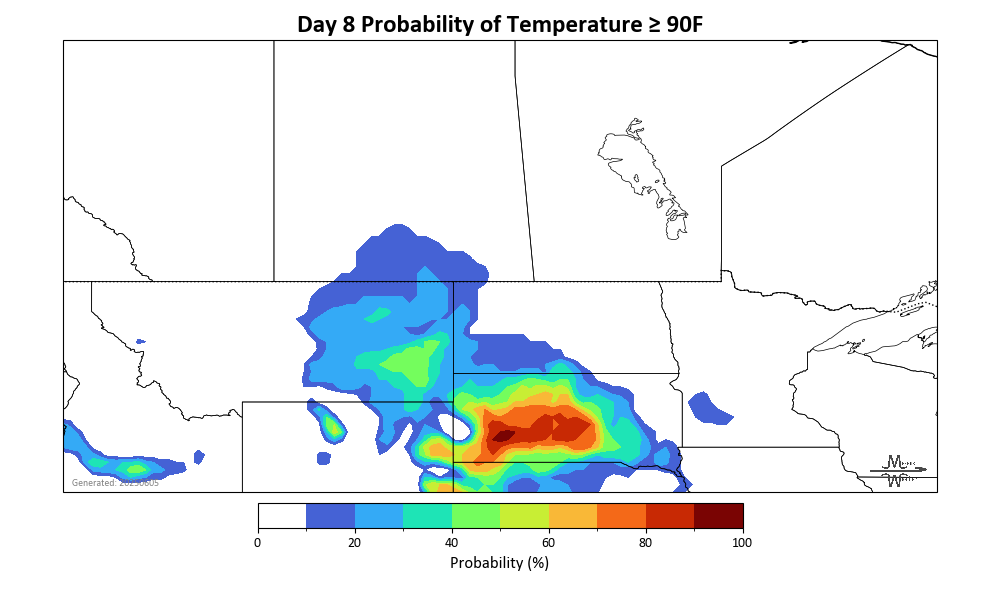 Day 8 Probability of Temperature ≥ 90F
Generated: 20230605
M
W
0
20
40
60
80
100
Probability (%)